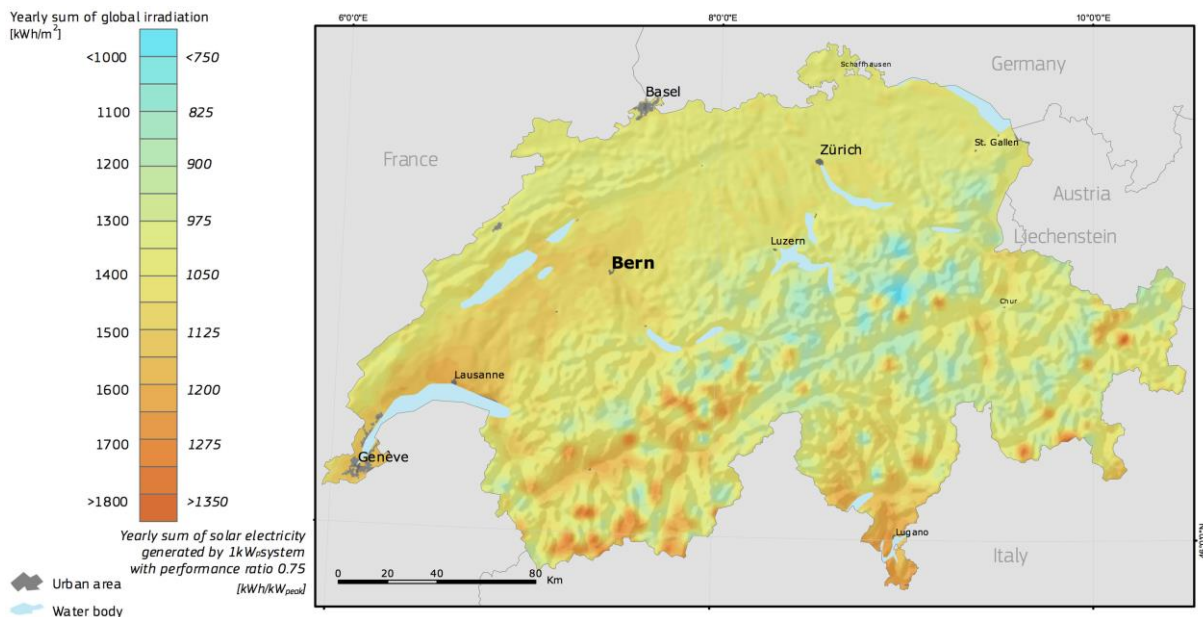 Yearly sum of global irradiation
[kWh/m²]
<1000 <750
1100 825
1200 900
1300 975
1400 1050
1500 1125
1600 1200
1700 1275
>1800 >1350
Yearly sum of solar electricity
generated by 1kWpsystem
with performance ratio 0.75
[kWh/kWpeak]
Urban area
Water body
6°0'0"E 8°0'0"E 10°0'0"E
Schaffhausen
Germany
Basel
France
Zürich
St. Gallen
Austria
Liechenstein
Luzern
Bern
Chur
Lausanne
Genève
Lugano
Italy
0 20 40 80
Km